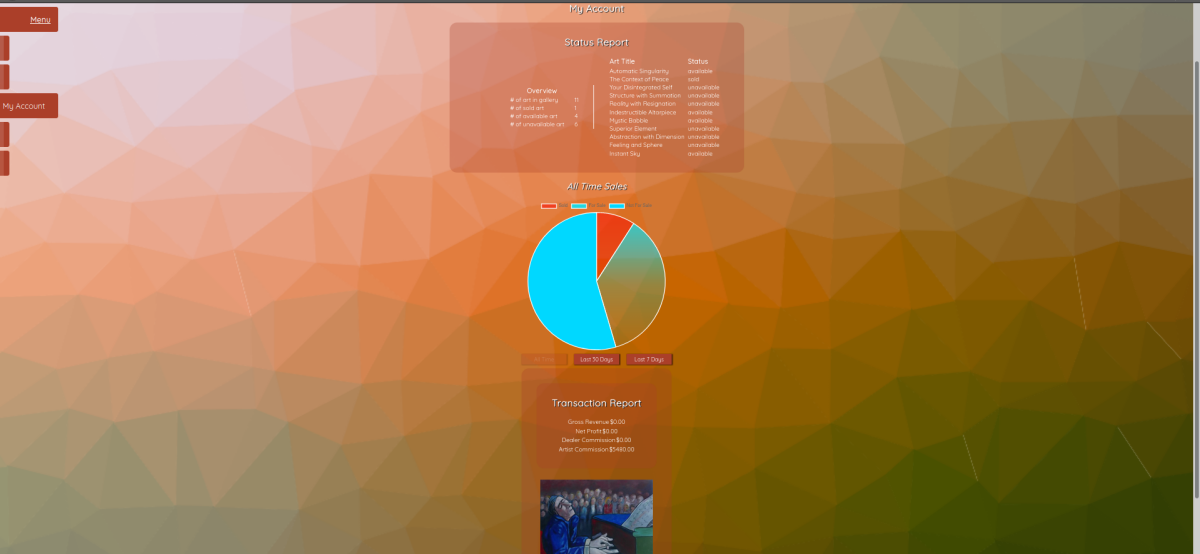 My Account
Menu
My Account
Status Report
Overview
# of art in gallery 11
# of sold art 1
# of available art 4
# of unavailable art 6
Art Title Status
Automatic Singularity available
The Context of Peace sold
Your Disintegrated Self unavailable
Structure with Summation unavailable
Reality with Resignation unavailable
Indestructible Altarpiece available
Mystic Babble available
Superior Element unavailable
Abstraction with Dimension unavailable
Feeling and Sphere unavailable
Instant Sky available
All Time Sales
Last 30 Days
Last 7 Days
Transaction Report
Gross Revenue $0.00
Net Profit $0.00
Dealer Commission $0.00
Artist Commission $5480.00